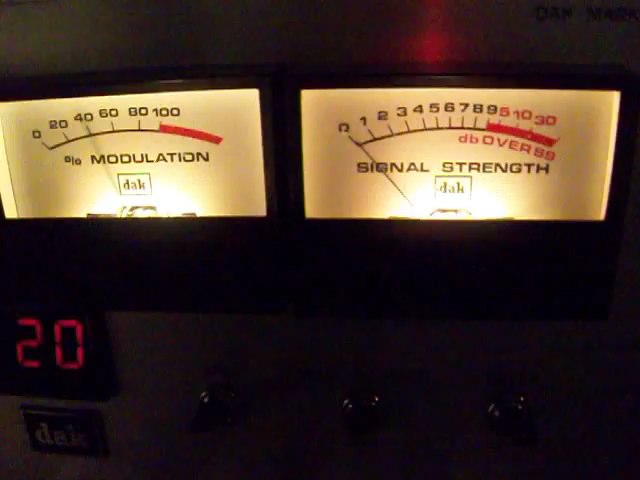 DAK MARK
0 20 40 60 80 100
% MODULATION
dak
0 1 2 3 4 5 6 7 8 9 5 10 30
db OVER S9
SIGNAL STRENGTH
dak
20
dak